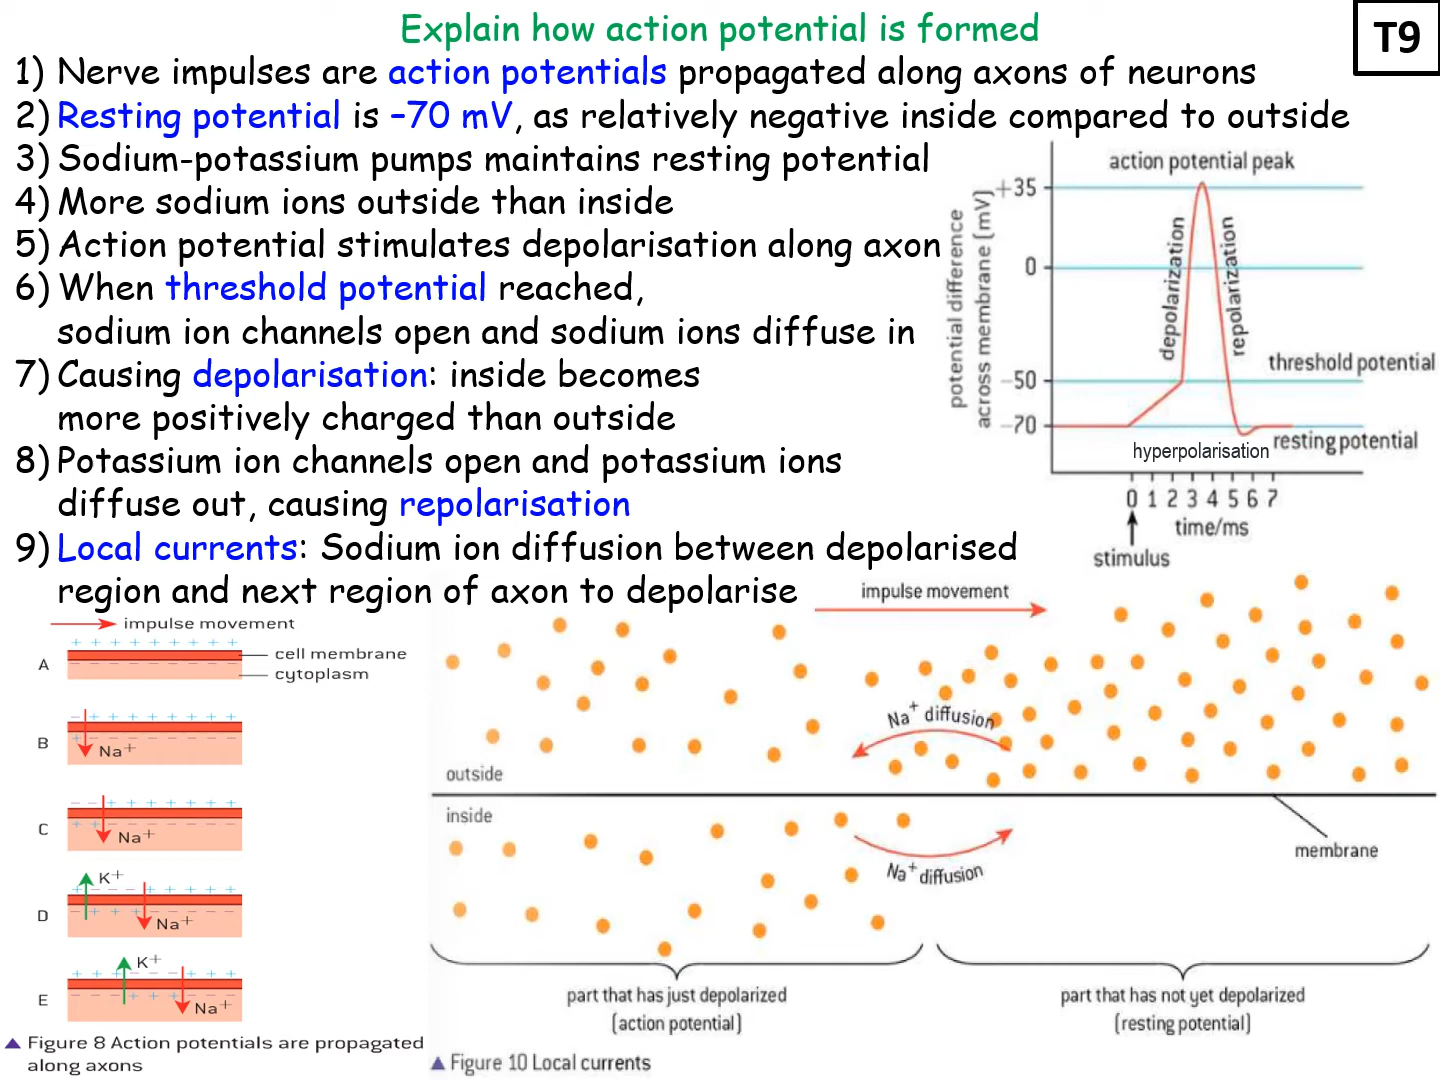 Explain how action potential is formed
T9
1) Nerve impulses are action potentials propagated along axons of neurons
2) Resting potential is –70 mV, as relatively negative inside compared to outside
3) Sodium-potassium pumps maintains resting potential
4) More sodium ions outside than inside
5) Action potential stimulates depolarisation along axon
6) When threshold potential reached,
sodium ion channels open and sodium ions diffuse in
7) Causing depolarisation: inside becomes
more positively charged than outside
8) Potassium ion channels open and potassium ions
diffuse out, causing repolarisation
9) Local currents: Sodium ion diffusion between depolarised
region and next region of axon to depolarise
action potential peak
potential difference
across membrane (mV)
+35
0
–50
–70
depolarization
repolarization
threshold potential
hyperpolarisation
resting potential
0 1 2 3 4 5 6 7
time/ms
stimulus
impulse movement
+ + + + + + + + +
A
cell membrane
– – – – – – – – –
cytoplasm
– + + + + + + + +
B
+ – – – – – – – –
Na+
– – + + + + + + +
C
+ + – – – – – – –
Na+
K+
D
Na+
K+
E
Na+
▲ Figure 8 Action potentials are propagated
along axons
impulse movement
Na+ diffusion
outside
inside
Na+ diffusion
membrane
part that has just depolarized
(action potential)
part that has not yet depolarized
(resting potential)
▲ Figure 10 Local currents